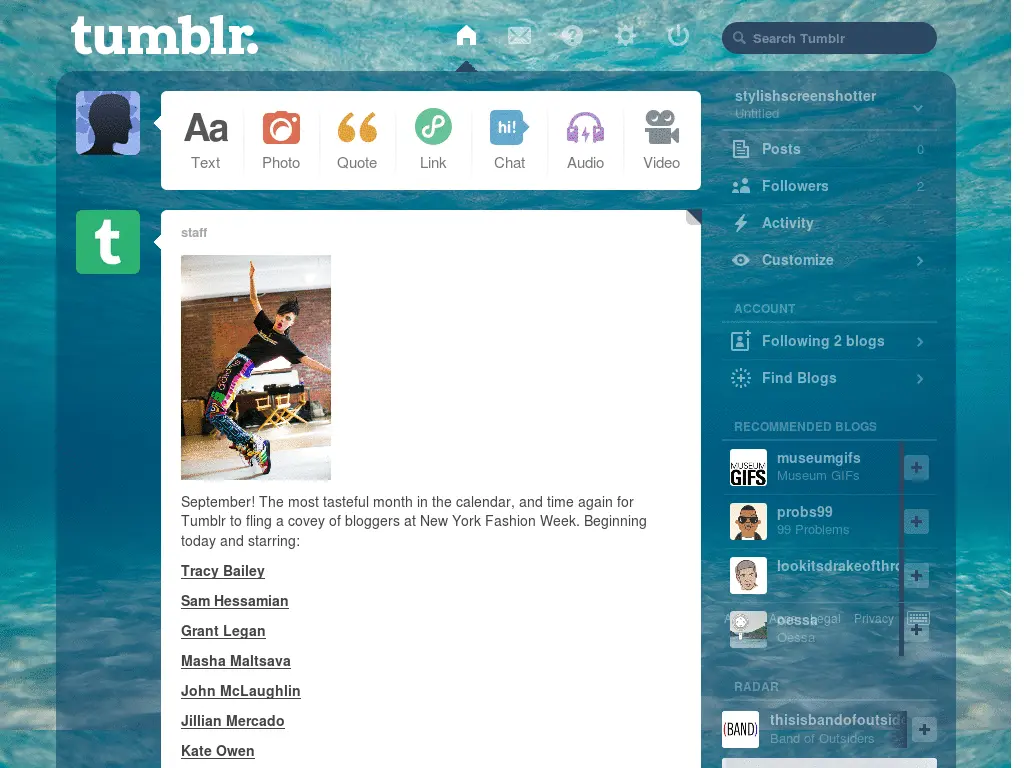 tumblr.
Search Tumblr
Aa
hi!
Text
Photo
Quote
Link
Chat
Audio
Video
stylishscreenshotter
Untitled
Posts 0
Followers 2
Activity
Customize
ACCOUNT
Following 2 blogs
Find Blogs
RECOMMENDED BLOGS
MUSEUM
GIFS
museumgifs
Museum GIFs
probs99
99 Problems
lookitsdrakeofthro
oessa
Oessa
Legal Privacy
RADAR
(BAND)
thisisbandofoutside
Band of Outsiders
t
staff
September! The most tasteful month in the calendar, and time again for
Tumblr to fling a covey of bloggers at New York Fashion Week. Beginning
today and starring:
Tracy Bailey
Sam Hessamian
Grant Legan
Masha Maltsava
John McLaughlin
Jillian Mercado
Kate Owen